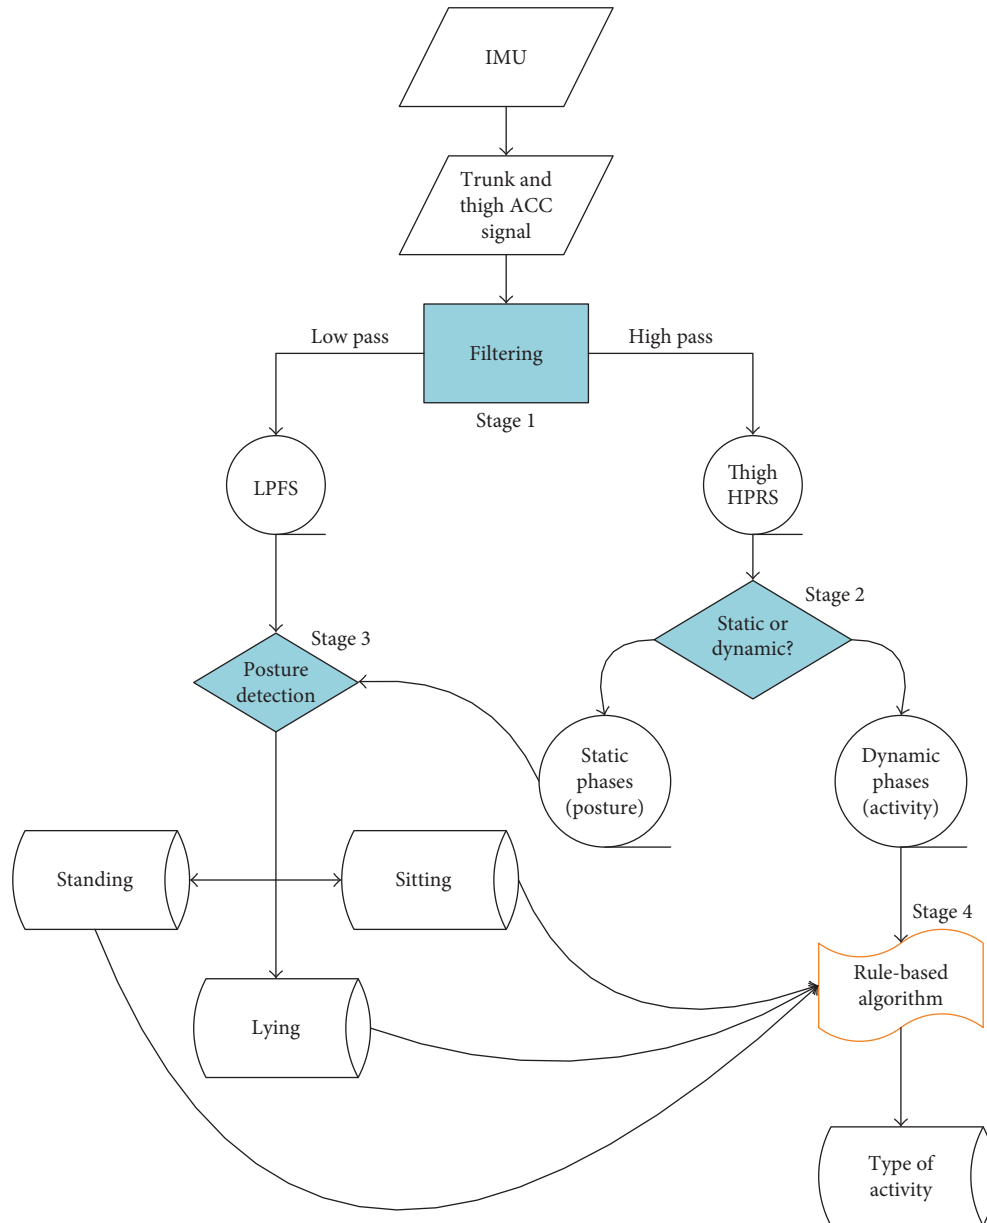 IMU
Trunk and
thigh ACC
signal
Low pass
Filtering
High pass
Stage 1
LPFS
Thigh
HPRS
Stage 2
Static or
dynamic?
Stage 3
Posture
detection
Static
phases
(posture)
Dynamic
phases
(activity)
Standing
Sitting
Stage 4
Rule-based
algorithm
Lying
Type of
activity